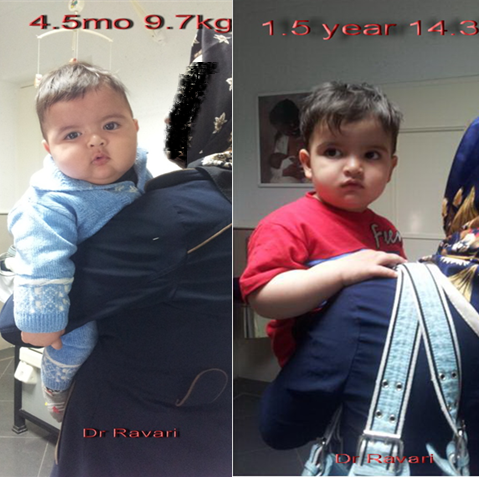 4.5mo 9.7kg
1.5 year 14.3
Dr Ravari
Dr Ravari